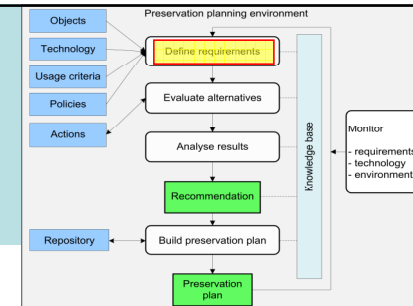 Preservation planning environment
Objects
Technology
Usage criteria
Policies
Actions
Repository
Define requirements
Evaluate alternatives
Analyse results
Recommendation
Build preservation plan
Preservation
plan
Knowledge base
Monitor
- requirements
- technology
- environment